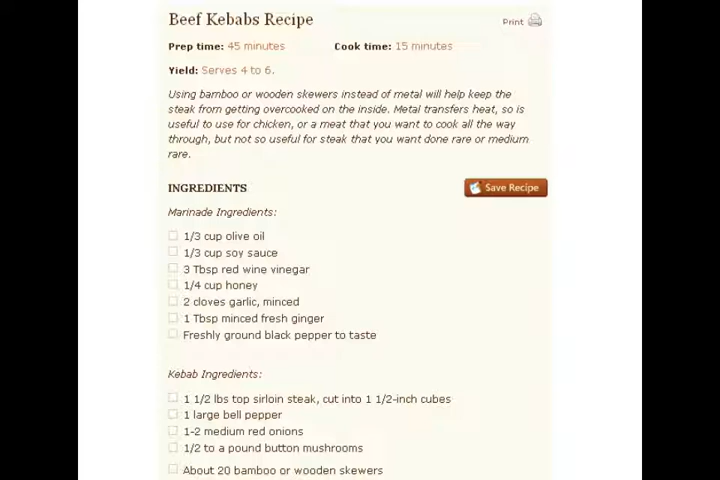 Beef Kebabs Recipe
Print
Prep time: 45 minutes Cook time: 15 minutes
Yield: Serves 4 to 6.
Using bamboo or wooden skewers instead of metal will help keep the
steak from getting overcooked on the inside. Metal transfers heat, so is
useful to use for chicken, or a meat that you want to cook all the way
through, but not so useful for steak that you want done rare or medium
rare.
INGREDIENTS
Save Recipe
Marinade Ingredients:
1/3 cup olive oil
1/3 cup soy sauce
3 Tbsp red wine vinegar
1/4 cup honey
2 cloves garlic, minced
1 Tbsp minced fresh ginger
Freshly ground black pepper to taste
Kebab Ingredients:
1 1/2 lbs top sirloin steak, cut into 1 1/2-inch cubes
1 large bell pepper
1-2 medium red onions
1/2 to a pound button mushrooms
About 20 bamboo or wooden skewers